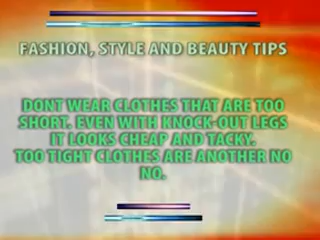 FASHION, STYLE AND BEAUTY TIPS
DONT WEAR CLOTHES THAT ARE TOO
SHORT. EVEN WITH KNOCK-OUT LEGS
IT LOOKS CHEAP AND TACKY.
TOO TIGHT CLOTHES ARE ANOTHER NO
NO.